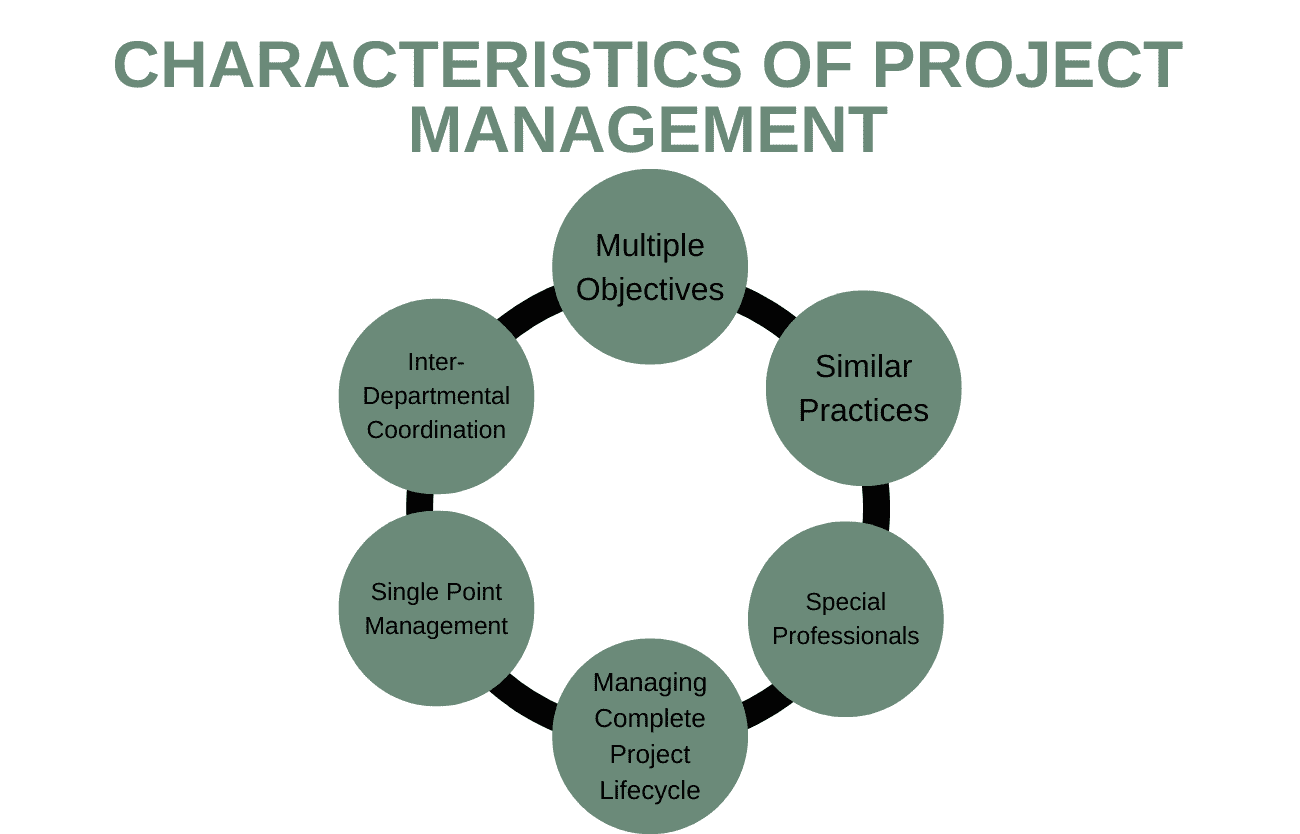 CHARACTERISTICS OF PROJECT
MANAGEMENT
Multiple
Objectives
Similar
Practices
Special
Professionals
Managing
Complete
Project
Lifecycle
Single Point
Management
Inter-
Departmental
Coordination